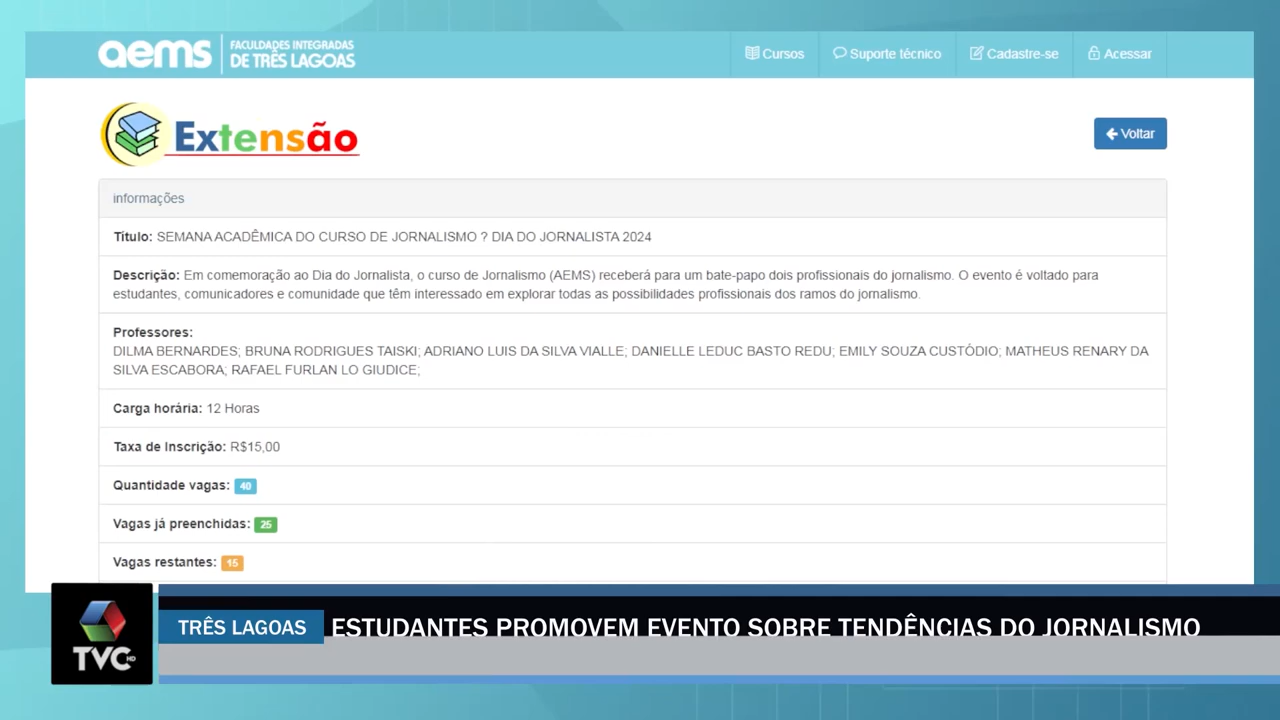 aems FACULDADES INTEGRADAS
DE TRÊS LAGOAS
Cursos Suporte técnico Cadastre-se Acessar
Extensão
Voltar
informações
Título: SEMANA ACADÊMICA DO CURSO DE JORNALISMO ? DIA DO JORNALISTA 2024
Descrição: Em comemoração ao Dia do Jornalista, o curso de Jornalismo (AEMS) receberá para um bate-papo dois profissionais do jornalismo. O evento é voltado para
estudantes, comunicadores e comunidade que têm interessado em explorar todas as possibilidades profissionais dos ramos do jornalismo.
Professores:
DILMA BERNARDES; BRUNA RODRIGUES TAISKI; ADRIANO LUIS DA SILVA VIALLE; DANIELLE LEDUC BASTO REDU; EMILY SOUZA CUSTÓDIO; MATHEUS RENARY DA
SILVA ESCABORA; RAFAEL FURLAN LO GIUDICE;
Carga horária: 12 Horas
Taxa de Inscrição: R$15,00
Quantidade vagas: 40
Vagas já preenchidas: 25
Vagas restantes: 15
TRÊS LAGOAS ESTUDANTES PROMOVEM EVENTO SOBRE TENDÊNCIAS DO JORNALISMO
TVC HD